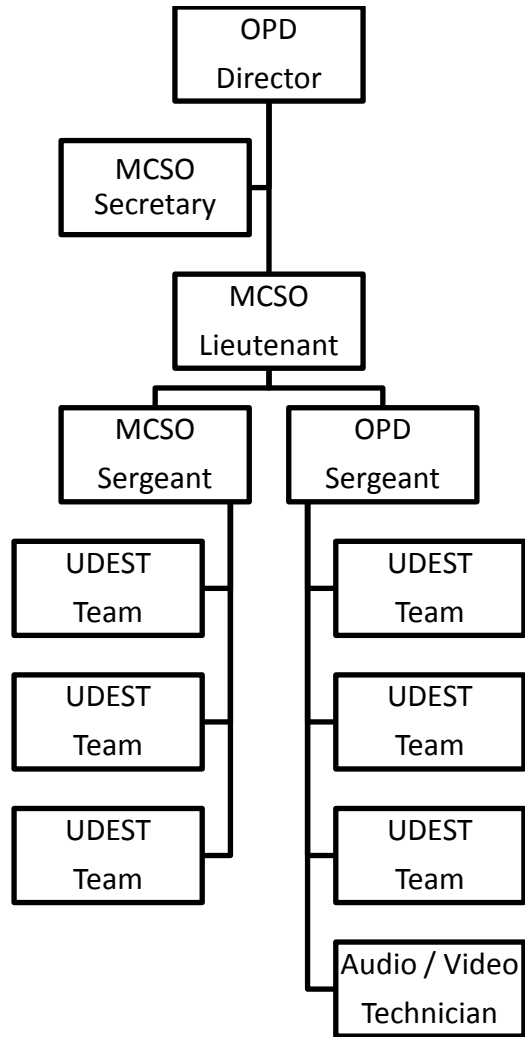 OPD
Director
MCSO
Secretary
MCSO
Lieutenant
MCSO
Sergeant
OPD
Sergeant
UDEST
Team
UDEST
Team
UDEST
Team
UDEST
Team
UDEST
Team
UDEST
Team
Audio / Video
Technician